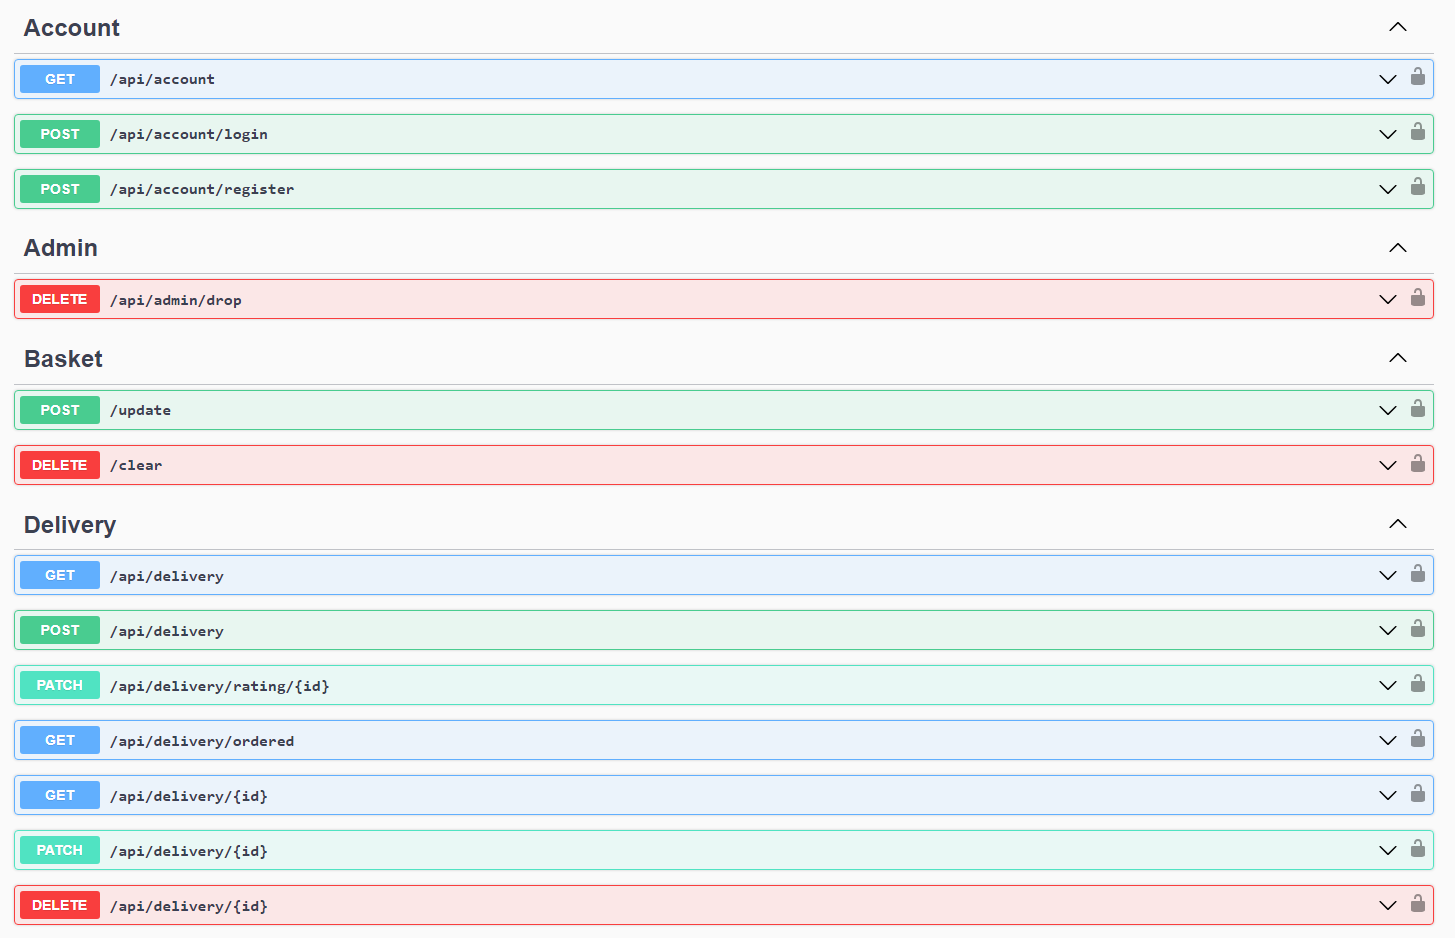 Account
GET /api/account
POST /api/account/login
POST /api/account/register
Admin
DELETE /api/admin/drop
Basket
POST /update
DELETE /clear
Delivery
GET /api/delivery
POST /api/delivery
PATCH /api/delivery/rating/{id}
GET /api/delivery/ordered
GET /api/delivery/{id}
PATCH /api/delivery/{id}
DELETE /api/delivery/{id}